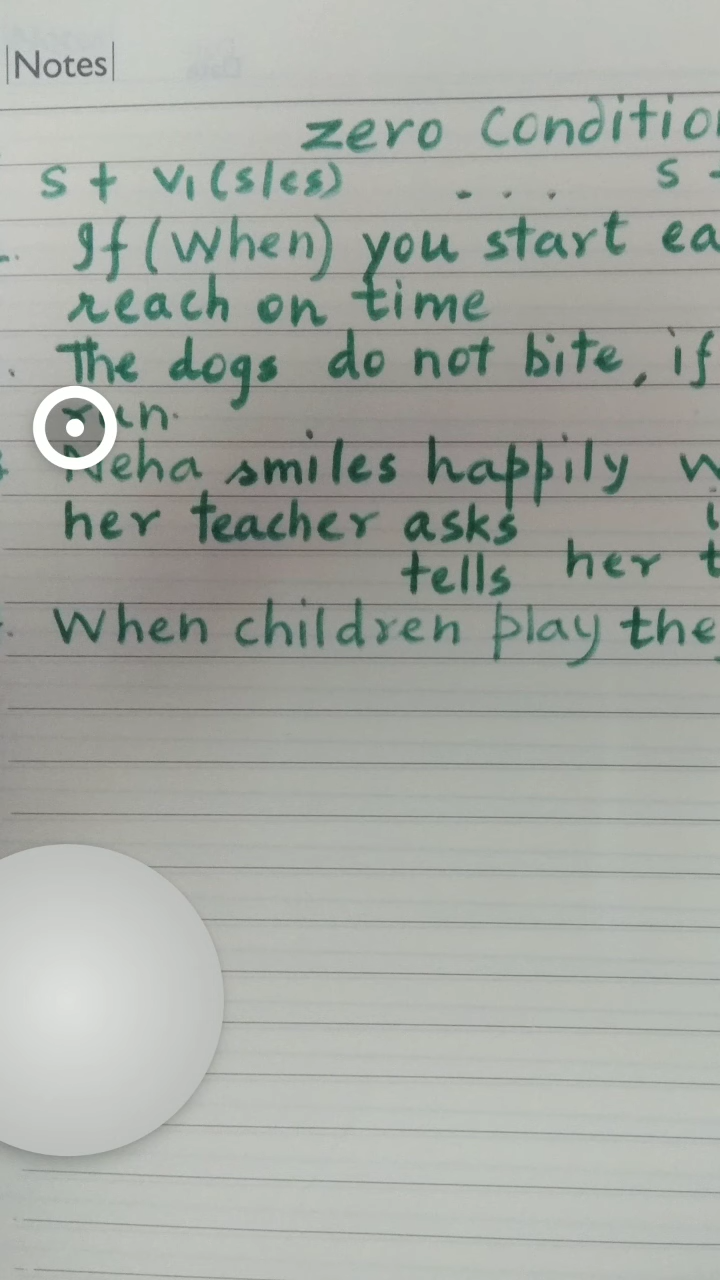 Notes
zero Conditio
S + V1 (s/es) . . . S
If (When) you start ea
reach on time
The dogs do not bite, if
run.
Neha smiles happily w
her teacher asks
tells her t
When children play the